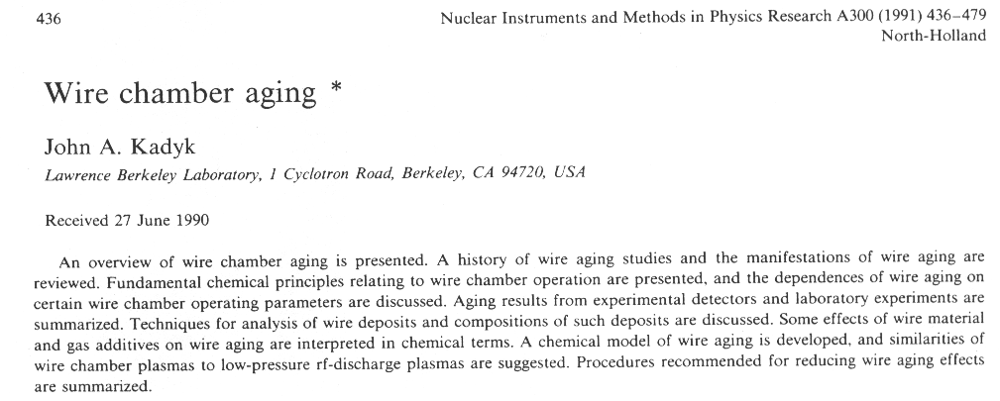 436
Nuclear Instruments and Methods in Physics Research A300 (1991) 436–479
North-Holland
Wire chamber aging *
John A. Kadyk
Lawrence Berkeley Laboratory, 1 Cyclotron Road, Berkeley, CA 94720, USA
Received 27 June 1990
An overview of wire chamber aging is presented. A history of wire aging studies and the manifestations of wire aging are
reviewed. Fundamental chemical principles relating to wire chamber operation are presented, and the dependences of wire aging on
certain wire chamber operating parameters are discussed. Aging results from experimental detectors and laboratory experiments are
summarized. Techniques for analysis of wire deposits and compositions of such deposits are discussed. Some effects of wire material
and gas additives on wire aging are interpreted in chemical terms. A chemical model of wire aging is developed, and similarities of
wire chamber plasmas to low-pressure rf-discharge plasmas are suggested. Procedures recommended for reducing wire aging effects
are summarized.